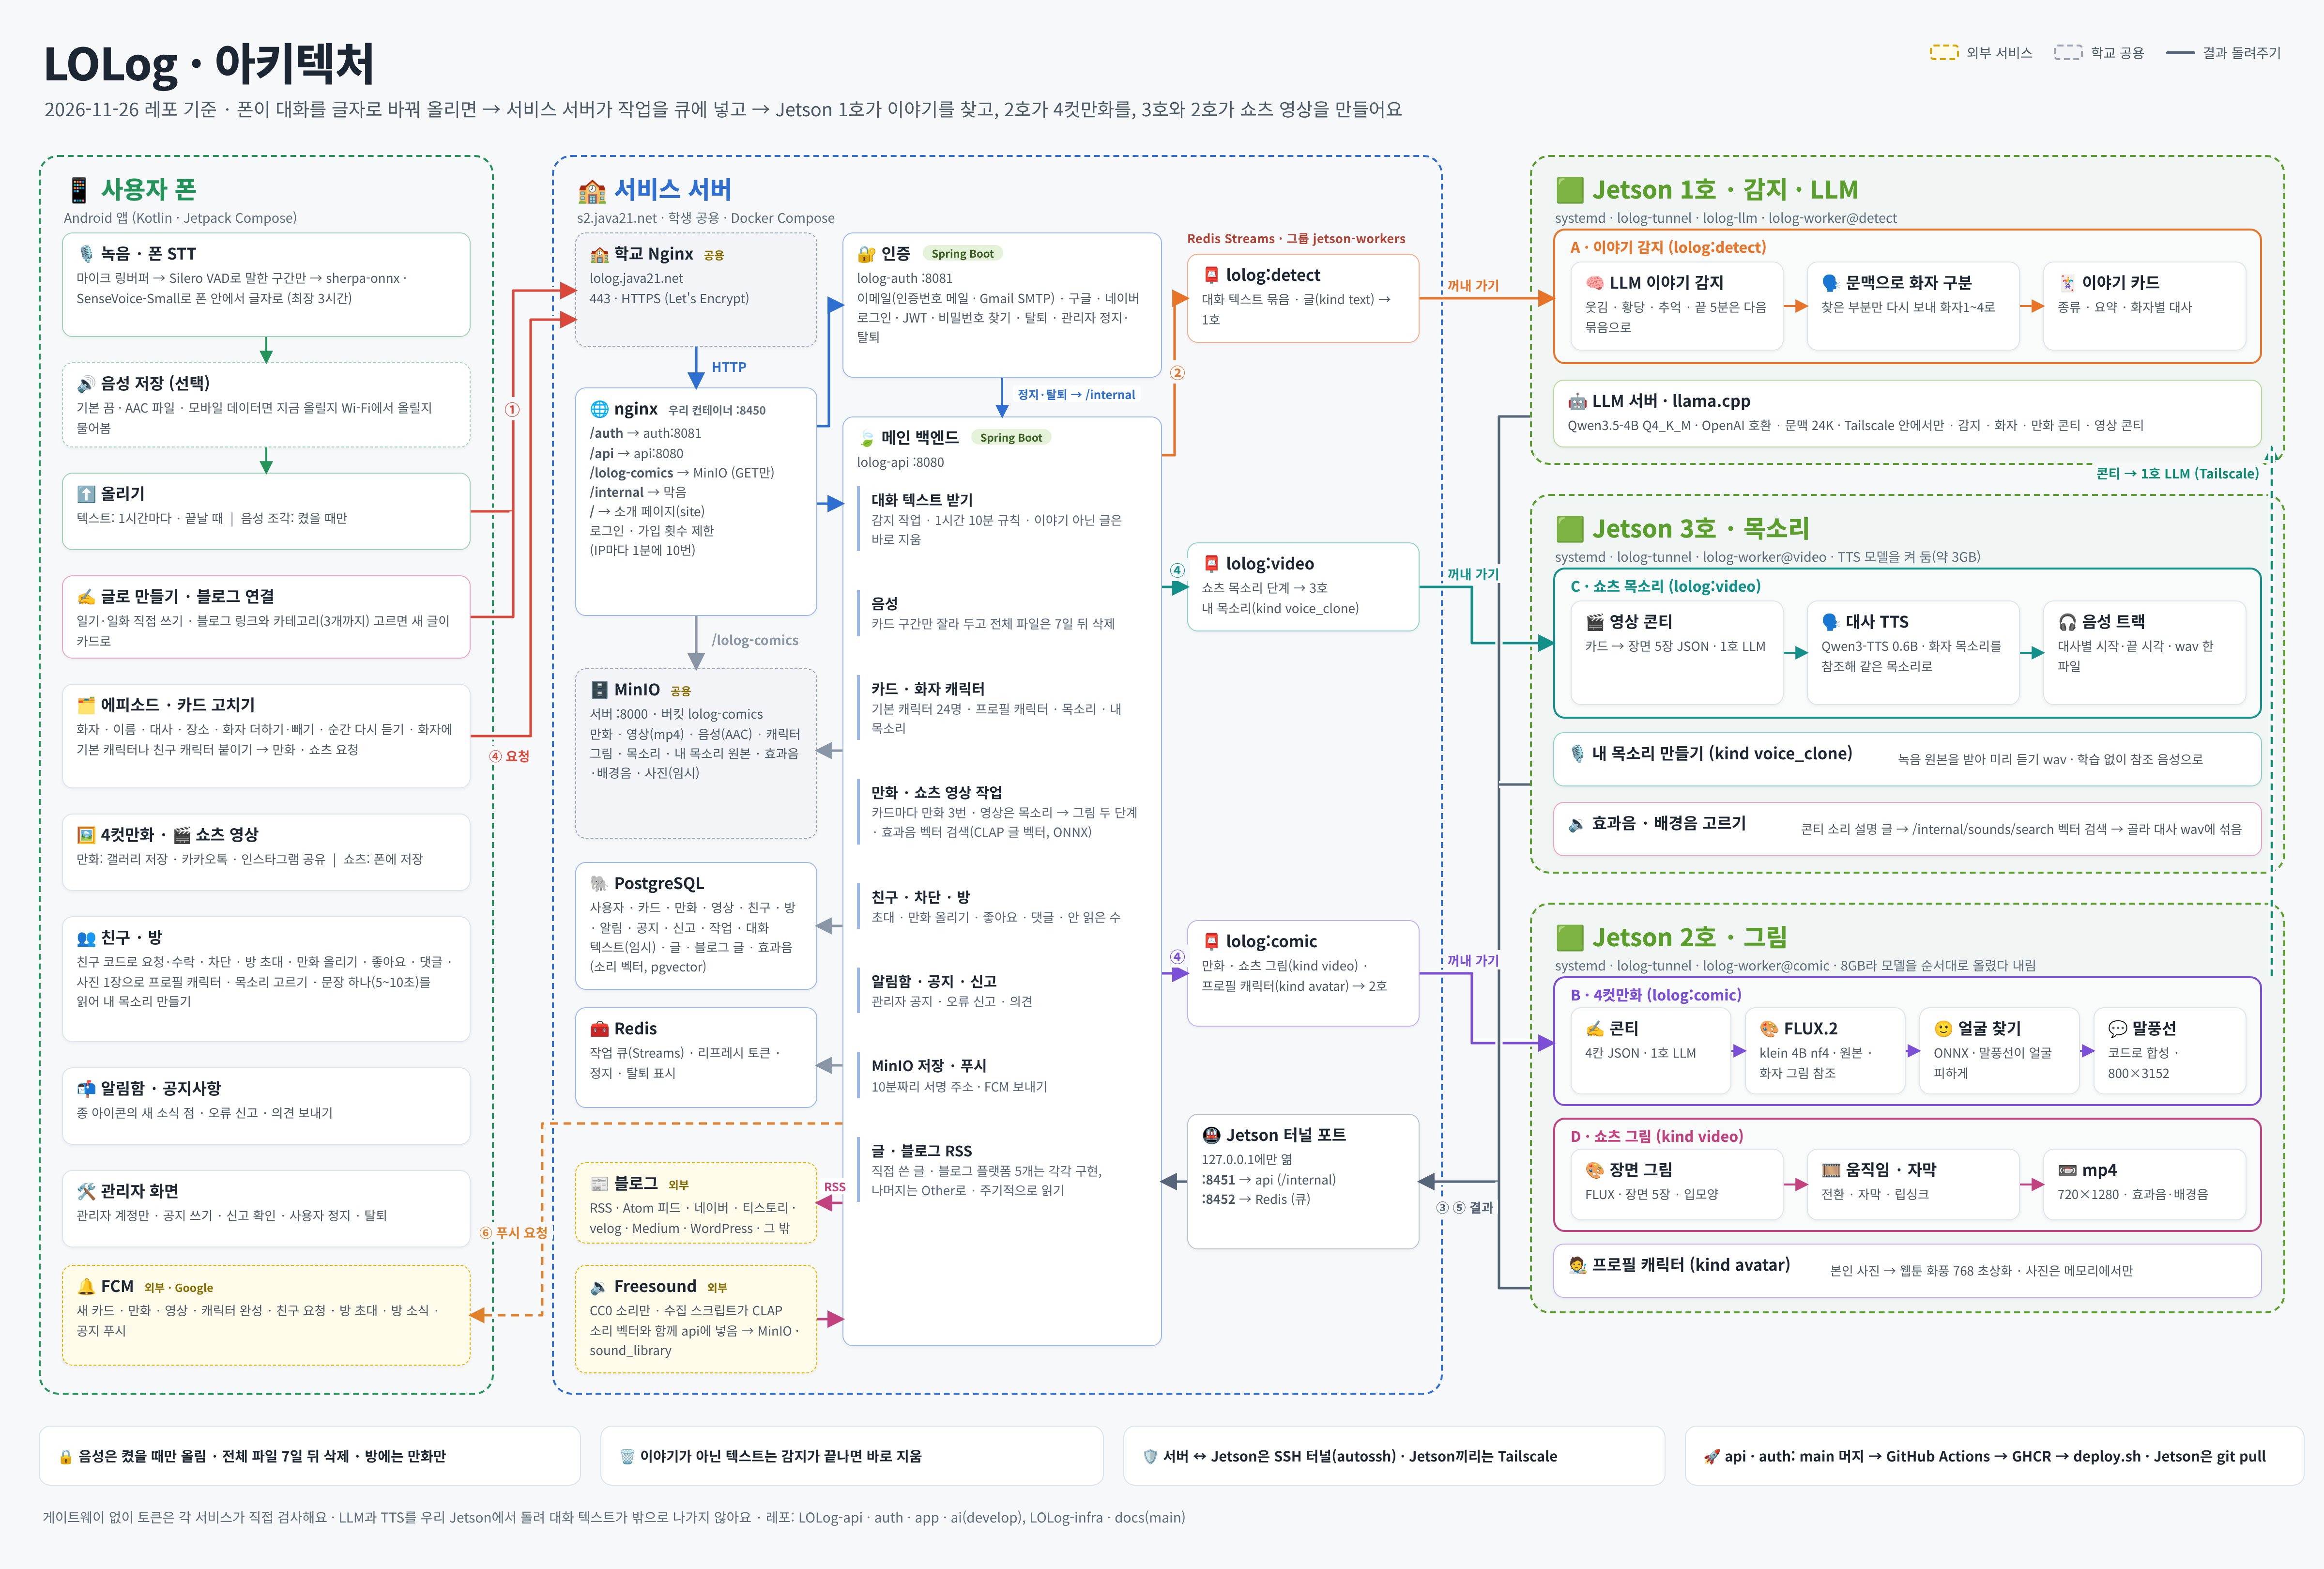 LOLog · 아키텍처
2026-11-26 레포 기준 · 폰이 대화를 글자로 바꿔 올리면 → 서비스 서버가 작업을 큐에 넣고 → Jetson 1호가 이야기를 찾고, 2호가 4컷만화를, 3호와 2호가 쇼츠 영상을 만들어요
외부 서비스
학교 공용
결과 돌려주기
📱 사용자 폰
Android 앱 (Kotlin · Jetpack Compose)
🎙️ 녹음 · 폰 STT
마이크 링버퍼 → Silero VAD로 말한 구간만 → sherpa-onnx ·
SenseVoice-Small로 폰 안에서 글자로 (최장 3시간)
🔊 음성 저장 (선택)
기본 끔 · AAC 파일 · 모바일 데이터면 지금 올릴지 Wi-Fi에서 올릴지
물어봄
⬆️ 올리기
텍스트: 1시간마다 · 끝날 때 | 음성 조각: 켰을 때만
✍️ 글로 만들기 · 블로그 연결
일기·일화 직접 쓰기 · 블로그 링크와 카테고리(3개까지) 고르면 새 글이
카드로
🗂️ 에피소드 · 카드 고치기
화자 · 이름 · 대사 · 장소 · 화자 더하기·빼기 · 순간 다시 듣기 · 화자에
기본 캐릭터나 친구 캐릭터 붙이기 → 만화 · 쇼츠 요청
🖼️ 4컷만화 · 🎬 쇼츠 영상
만화: 갤러리 저장 · 카카오톡 · 인스타그램 공유 | 쇼츠: 폰에 저장
👥 친구 · 방
친구 코드로 요청·수락 · 차단 · 방 초대 · 만화 올리기 · 좋아요 · 댓글 ·
사진 1장으로 프로필 캐릭터 · 목소리 고르기 · 문장 하나(5~10초)를
읽어 내 목소리 만들기
📬 알림함 · 공지사항
종 아이콘의 새 소식 점 · 오류 신고 · 의견 보내기
🛠️ 관리자 화면
관리자 계정만 · 공지 쓰기 · 신고 확인 · 사용자 정지 · 탈퇴
🔔 FCM 외부 · Google
새 카드 · 만화 · 영상 · 캐릭터 완성 · 친구 요청 · 방 초대 · 방 소식 ·
공지 푸시
①
④ 요청
⑥ 푸시 요청
🏫 서비스 서버
s2.java21.net · 학생 공용 · Docker Compose
🏫 학교 Nginx 공용
lolog.java21.net
443 · HTTPS (Let's Encrypt)
HTTP
🌐 nginx 우리 컨테이너 :8450
/auth → auth:8081
/api → api:8080
/lolog-comics → MinIO (GET만)
/internal → 막음
/ → 소개 페이지(site)
로그인 · 가입 횟수 제한
(IP마다 1분에 10번)
/lolog-comics
🗄️ MinIO 공용
서버 :8000 · 버킷 lolog-comics
만화 · 영상(mp4) · 음성(AAC) · 캐릭터
그림 · 목소리 · 내 목소리 원본 · 효과음
· 배경음 · 사진(임시)
🐘 PostgreSQL
사용자 · 카드 · 만화 · 영상 · 친구 · 방
· 알림 · 공지 · 신고 · 작업 · 대화
텍스트(임시) · 글 · 블로그 글 · 효과음
(소리 벡터, pgvector)
🧰 Redis
작업 큐(Streams) · 리프레시 토큰 ·
정지 · 탈퇴 표시
📰 블로그 외부
RSS · Atom 피드 · 네이버 · 티스토리 ·
velog · Medium · WordPress · 그 밖
RSS
🔉 Freesound 외부
CC0 소리만 · 수집 스크립트가 CLAP
소리 벡터와 함께 api에 넣음 → MinIO ·
sound_library
🔐 인증 Spring Boot
lolog-auth :8081
이메일(인증번호 메일 · Gmail SMTP) · 구글 · 네이버
로그인 · JWT · 비밀번호 찾기 · 탈퇴 · 관리자 정지·
탈퇴
정지·탈퇴 → /internal
🍃 메인 백엔드 Spring Boot
lolog-api :8080
대화 텍스트 받기
감지 작업 · 1시간 10분 규칙 · 이야기 아닌 글은
바로 지움
음성
카드 구간만 잘라 두고 전체 파일은 7일 뒤 삭제
카드 · 화자 캐릭터
기본 캐릭터 24명 · 프로필 캐릭터 · 목소리 · 내
목소리
만화 · 쇼츠 영상 작업
카드마다 만화 3번 · 영상은 목소리 → 그림 두 단계
· 효과음 벡터 검색(CLAP 글 벡터, ONNX)
친구 · 차단 · 방
초대 · 만화 올리기 · 좋아요 · 댓글 · 안 읽은 수
알림함 · 공지 · 신고
관리자 공지 · 오류 신고 · 의견
MinIO 저장 · 푸시
10분짜리 서명 주소 · FCM 보내기
글 · 블로그 RSS
직접 쓴 글 · 블로그 플랫폼 5개는 각각 구현,
나머지는 Other로 · 주기적으로 읽기
Redis Streams · 그룹 jetson-workers
📮 lolog:detect
대화 텍스트 묶음 · 글(kind text) →
1호
②
④
📮 lolog:video
쇼츠 목소리 단계 → 3호
내 목소리(kind voice_clone)
④
📮 lolog:comic
만화 · 쇼츠 그림(kind video) ·
프로필 캐릭터(kind avatar) → 2호
🚇 Jetson 터널 포트
127.0.0.1에만 엶
:8451 → api (/internal)
:8452 → Redis (큐)
꺼내 가기
꺼내 가기
꺼내 가기
③ ⑤ 결과
🟩 Jetson 1호 · 감지 · LLM
systemd · lolog-tunnel · lolog-llm · lolog-worker@detect
A · 이야기 감지 (lolog:detect)
🧠 LLM 이야기 감지
웃김 · 황당 · 추억 · 끝 5분은 다음
묶음으로
🗣️ 문맥으로 화자 구분
찾은 부분만 다시 보내 화자1~4로
🃏 이야기 카드
종류 · 요약 · 화자별 대사
🤖 LLM 서버 · llama.cpp
Qwen3.5-4B Q4_K_M · OpenAI 호환 · 문맥 24K · Tailscale 안에서만 · 감지 · 화자 · 만화 콘티 · 영상 콘티
콘티 → 1호 LLM (Tailscale)
🟩 Jetson 3호 · 목소리
systemd · lolog-tunnel · lolog-worker@video · TTS 모델을 켜 둠(약 3GB)
C · 쇼츠 목소리 (lolog:video)
🎬 영상 콘티
카드 → 장면 5장 JSON · 1호 LLM
🗣️ 대사 TTS
Qwen3-TTS 0.6B · 화자 목소리를
참조해 같은 목소리로
🎧 음성 트랙
대사별 시작·끝 시각 · wav 한
파일
🎙️ 내 목소리 만들기 (kind voice_clone)
녹음 원본을 받아 미리 듣기 wav · 학습 없이 참조 음성으로
🔉 효과음 · 배경음 고르기
콘티 소리 설명 글 → /internal/sounds/search 벡터 검색 → 골라 대사 wav에 섞음
🟩 Jetson 2호 · 그림
systemd · lolog-tunnel · lolog-worker@comic · 8GB라 모델을 순서대로 올렸다 내림
B · 4컷만화 (lolog:comic)
✍️ 콘티
4칸 JSON · 1호 LLM
🎨 FLUX.2
klein 4B nf4 · 원본 ·
화자 그림 참조
🙂 얼굴 찾기
ONNX · 말풍선이 얼굴
피하게
💬 말풍선
코드로 합성 ·
800×3152
D · 쇼츠 그림 (kind video)
🎨 장면 그림
FLUX · 장면 5장 · 입모양
🎞️ 움직임 · 자막
전환 · 자막 · 립싱크
📼 mp4
720×1280 · 효과음·배경음
🧑‍🎨 프로필 캐릭터 (kind avatar)
본인 사진 → 웹툰 화풍 768 초상화 · 사진은 메모리에서만
🔒 음성은 켰을 때만 올림 · 전체 파일 7일 뒤 삭제 · 방에는 만화만
🗑️ 이야기가 아닌 텍스트는 감지가 끝나면 바로 지움
🛡️ 서버 ↔ Jetson은 SSH 터널(autossh) · Jetson끼리는 Tailscale
🚀 api · auth: main 머지 → GitHub Actions → GHCR → deploy.sh · Jetson은 git pull
게이트웨이 없이 토큰은 각 서비스가 직접 검사해요 · LLM과 TTS를 우리 Jetson에서 돌려 대화 텍스트가 밖으로 나가지 않아요 · 레포: LOLog-api · auth · app · ai(develop), LOLog-infra · docs(main)